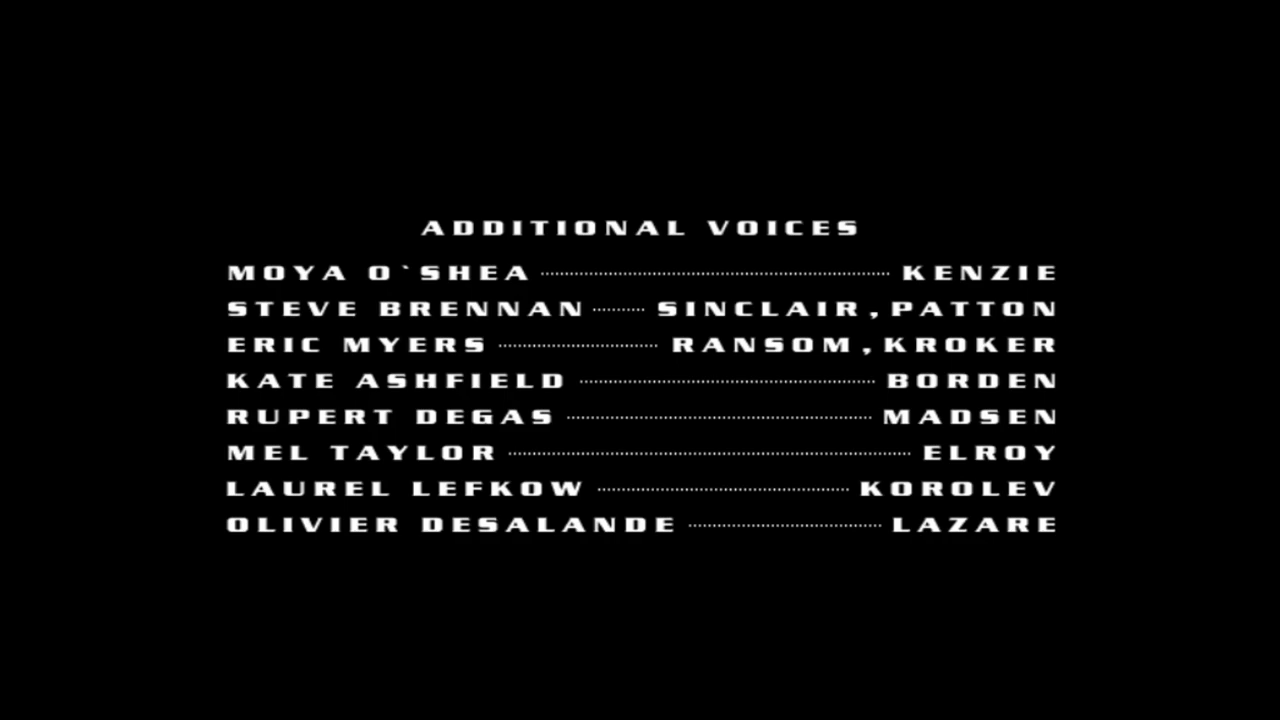 ADDITIONAL VOICES
MOYA O`SHEA KENZIE
STEVE BRENNAN SINCLAIR,PATTON
ERIC MYERS RANSOM,KROKER
KATE ASHFIELD BORDEN
RUPERT DEGAS MADSEN
MEL TAYLOR ELROY
LAUREL LEFKOW KOROLEV
OLIVIER DESALANDE LAZARE